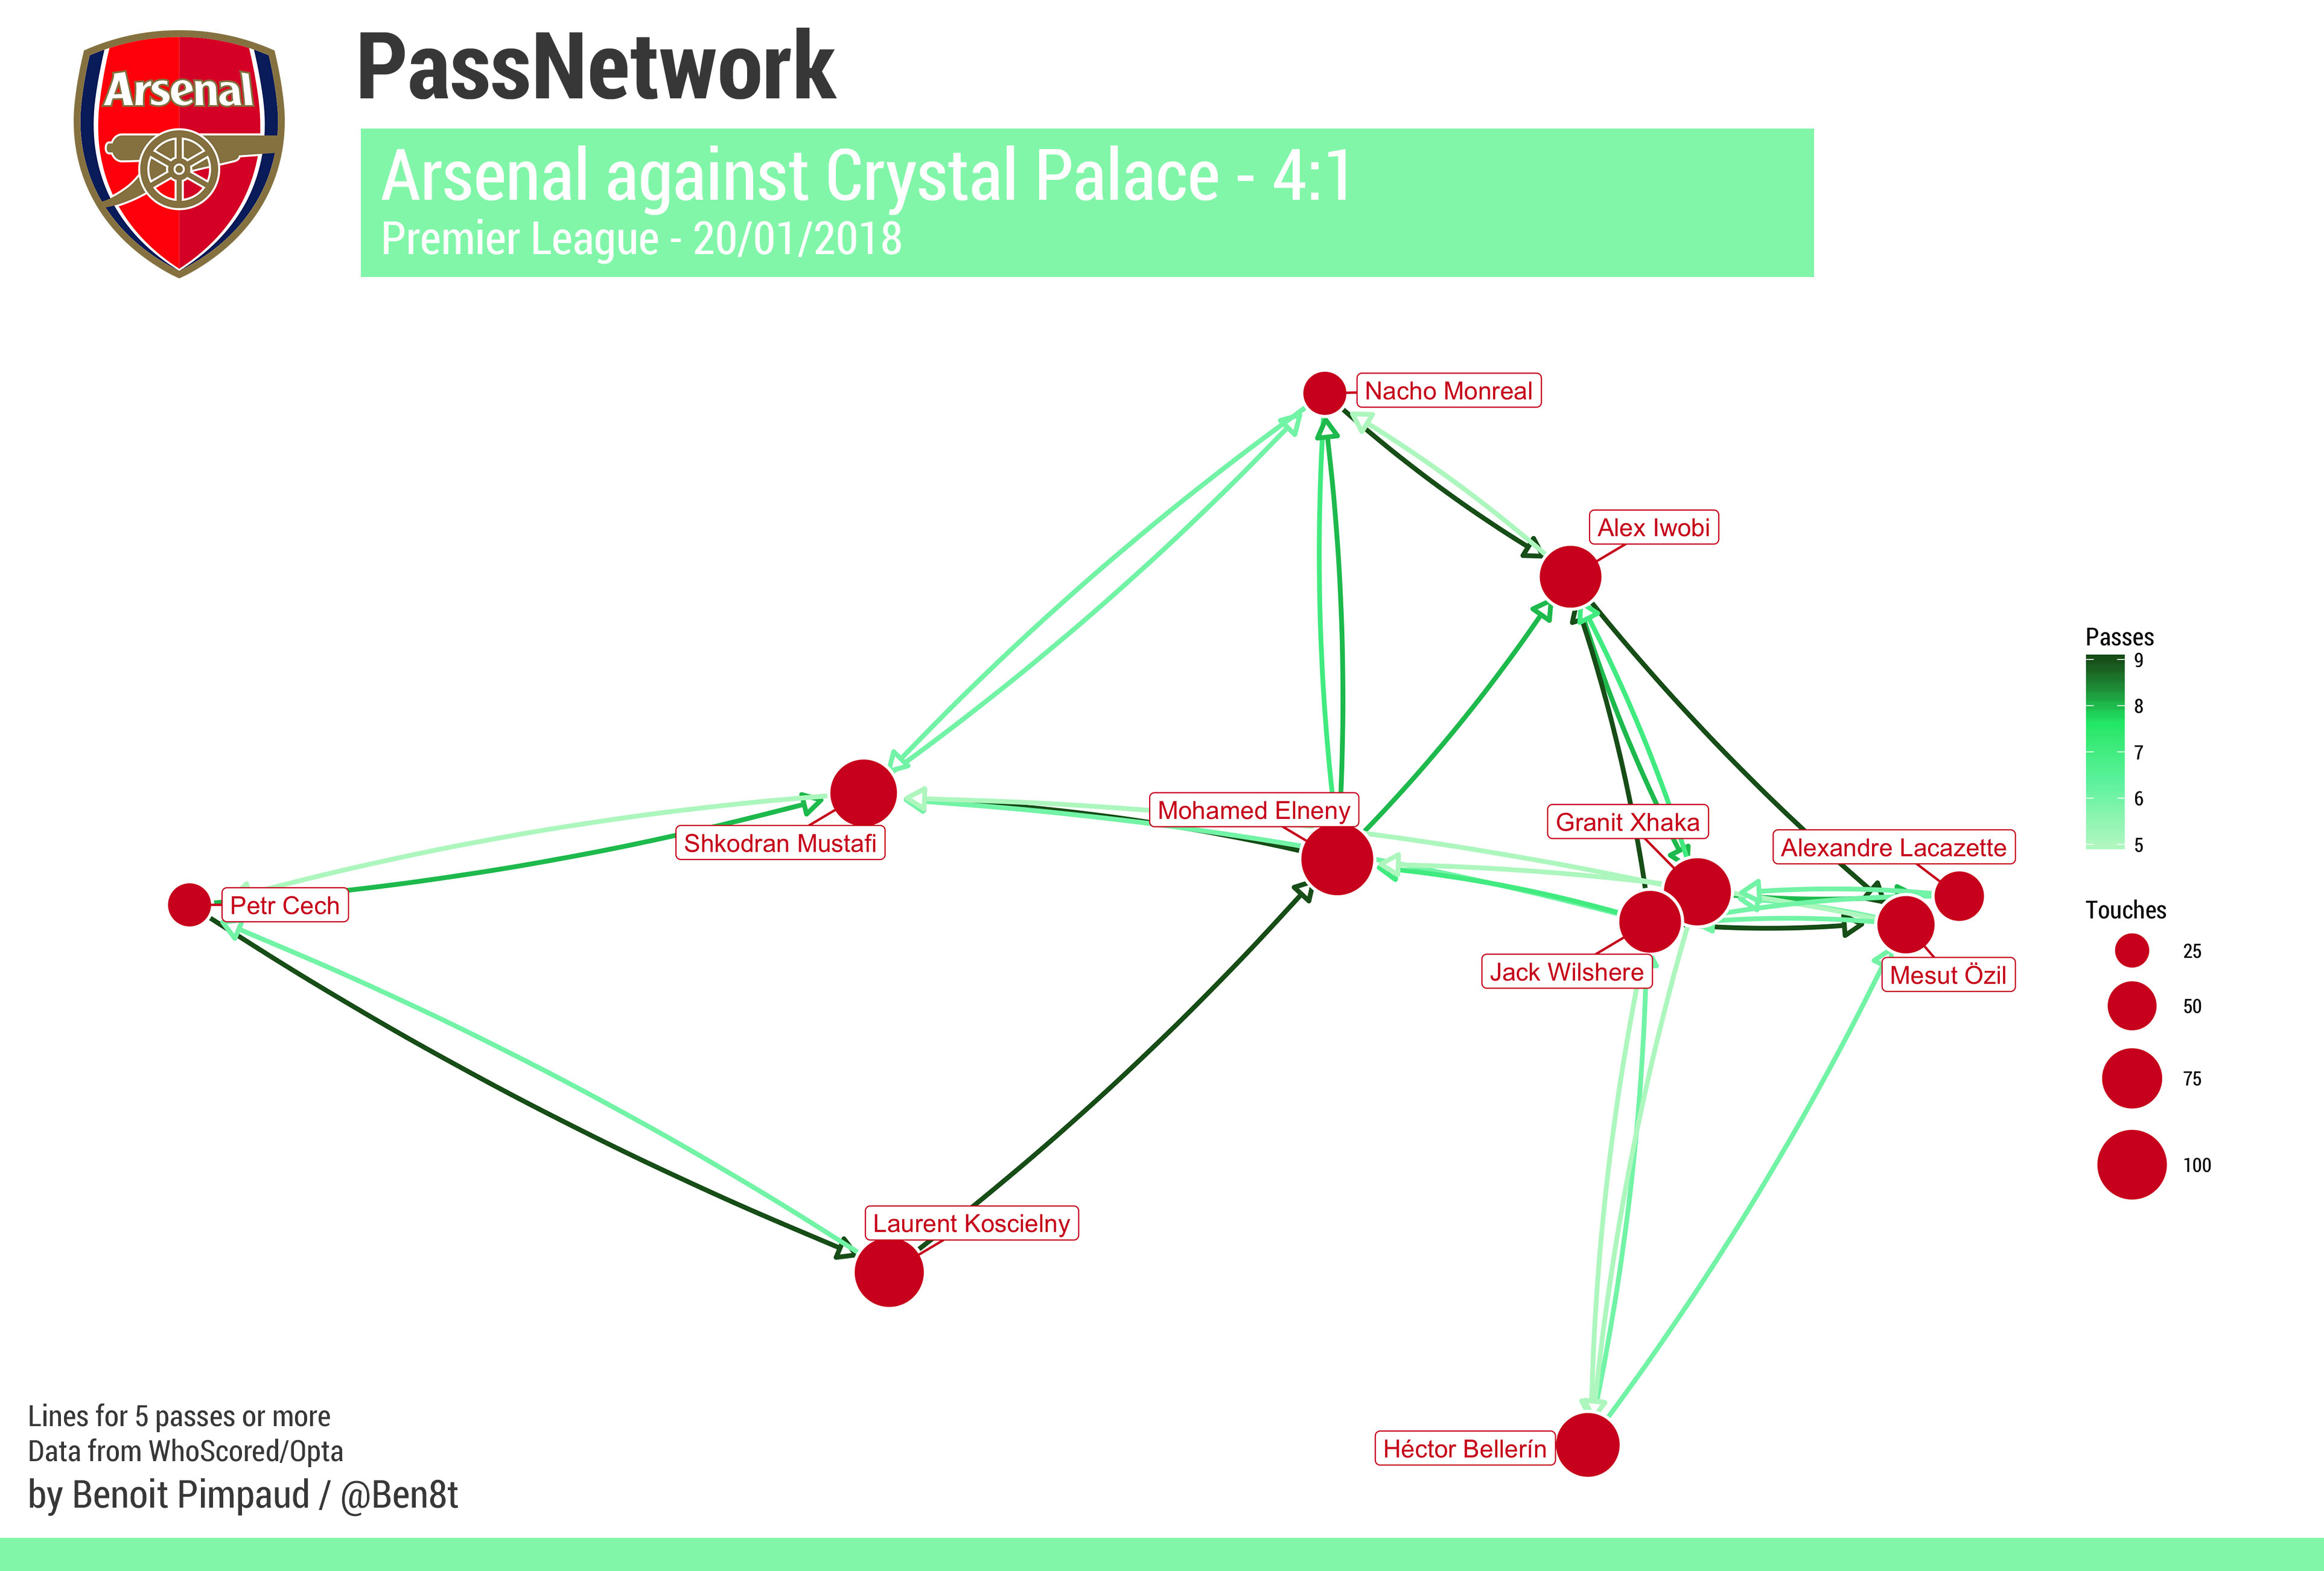 Arsenal
PassNetwork
Arsenal against Crystal Palace - 4:1
Premier League - 20/01/2018
Nacho Monreal
Alex Iwobi
Mohamed Elneny
Granit Xhaka
Shkodran Mustafi
Alexandre Lacazette
Petr Cech
Jack Wilshere
Mesut Özil
Laurent Koscielny
Héctor Bellerín
Passes
9
8
7
6
5
Touches
25
50
75
100
Lines for 5 passes or more
Data from WhoScored/Opta
by Benoit Pimpaud / @Ben8t